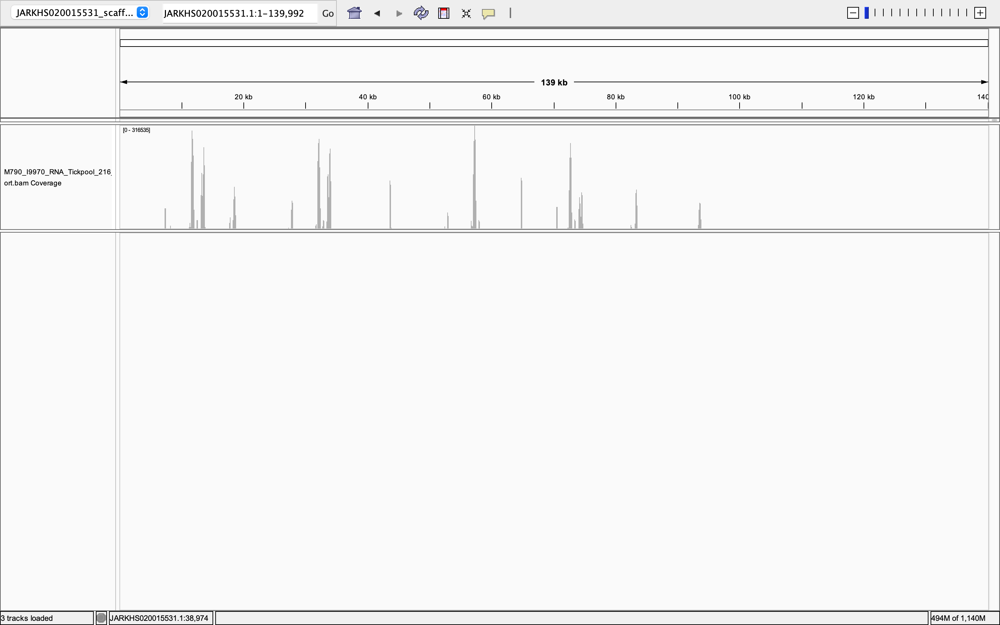 JARKHS020015531_scaff...
JARKHS020015531.1:1-139,992
Go
139 kb
20 kb
40 kb
60 kb
80 kb
100 kb
120 kb
140
[0 - 316535]
M790_I9970_RNA_Tickpool_216_
ort.bam Coverage
3 tracks loaded
JARKHS020015531.1:38,974
494M of 1,140M